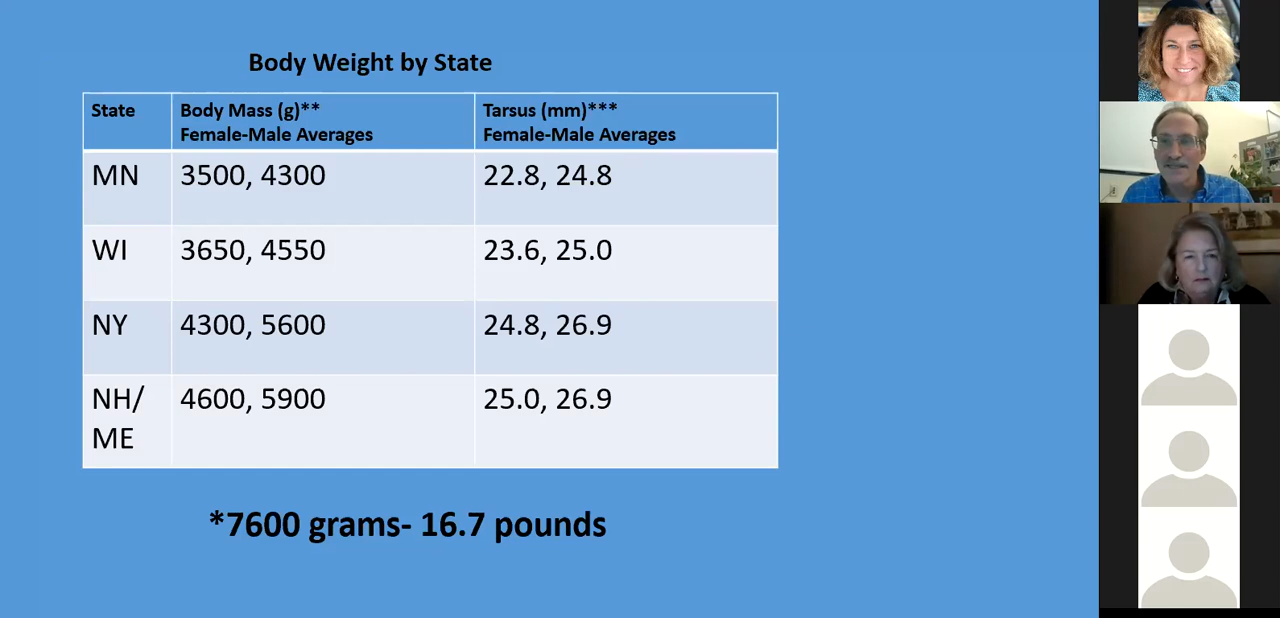 Body Weight by State
State
Body Mass (g)**
Female-Male Averages
Tarsus (mm)***
Female-Male Averages
MN
3500, 4300
22.8, 24.8
WI
3650, 4550
23.6, 25.0
NY
4300, 5600
24.8, 26.9
NH/
ME
4600, 5900
25.0, 26.9
*7600 grams- 16.7 pounds